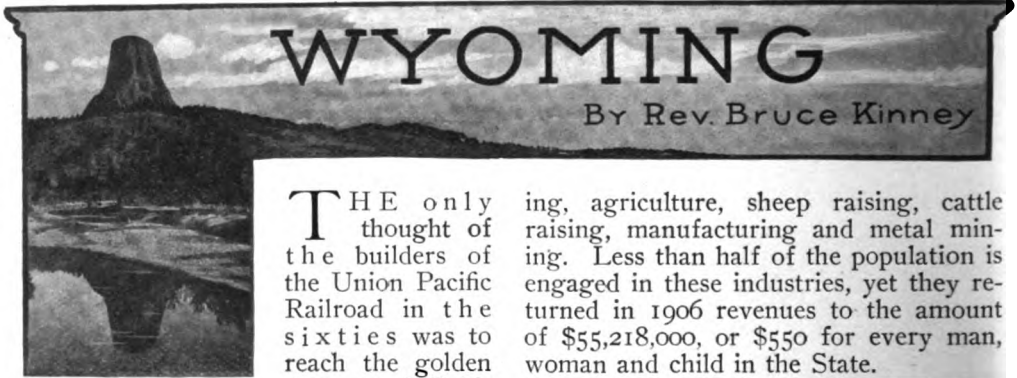 WYOMING
By Rev. Bruce Kinney
THE only
thought of
the builders of
the Union Pacific
Railroad in the
sixties was to
reach the golden
ing, agriculture, sheep raising, cattle
raising, manufacturing and metal min-
ing. Less than half of the population is
engaged in these industries, yet they re-
turned in 1906 revenues to the amount
of $55,218,000, or $550 for every man,
woman and child in the State.